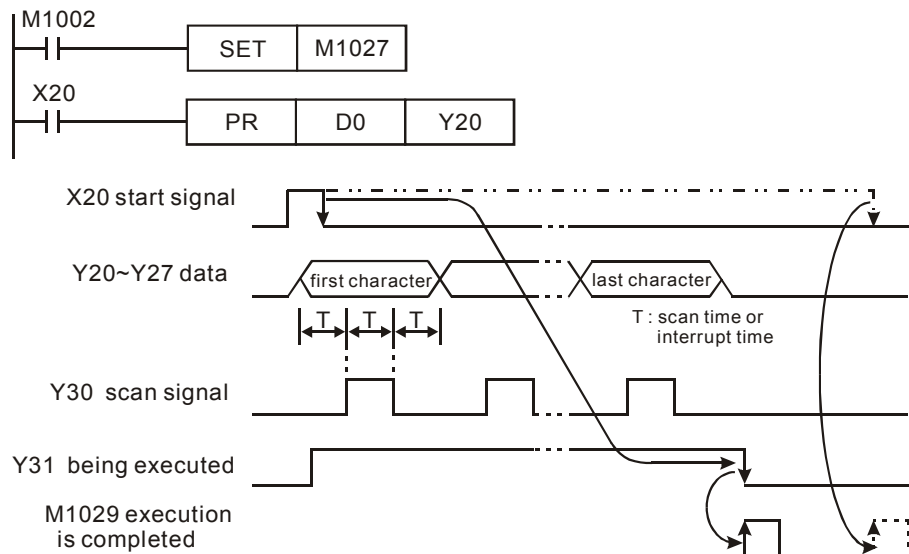 M1002
SET M1027
X20
PR D0 Y20
X20 start signal
Y20~Y27 data
first character
last character
T T T
T : scan time or
interrupt time
Y30 scan signal
Y31 being executed
M1029 execution
is completed